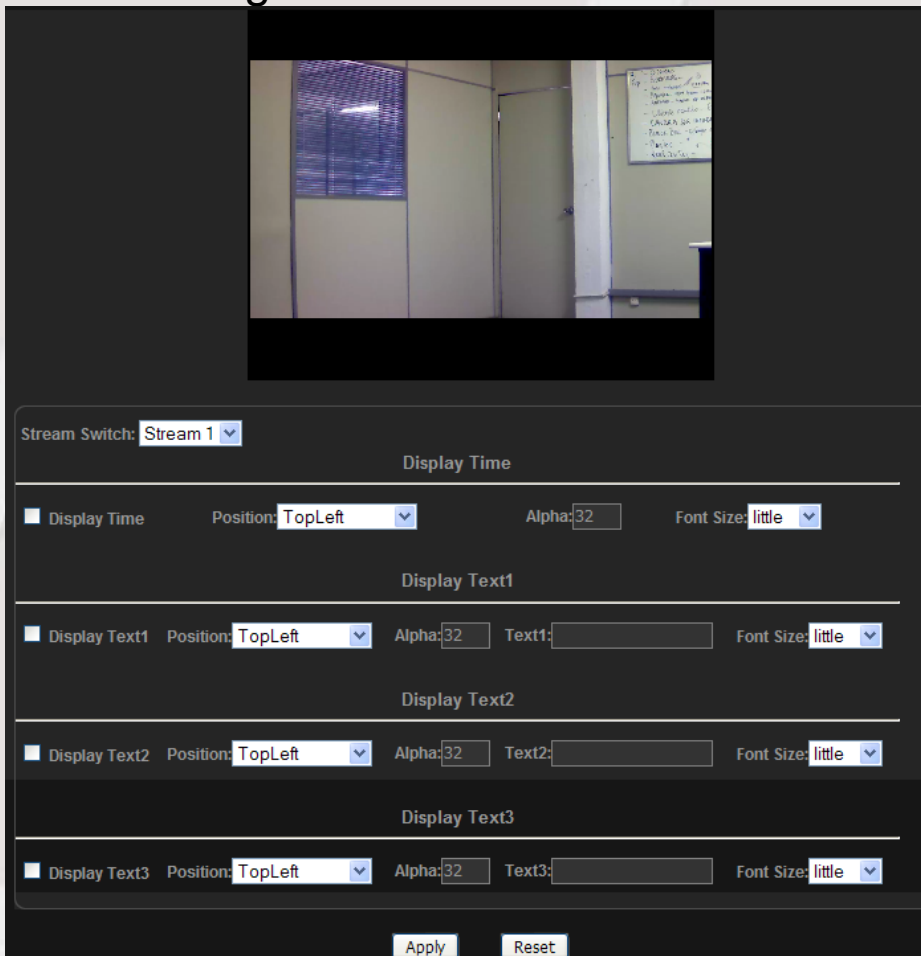 Stream Switch: Stream 1
Display Time
Display Time Position: TopLeft Alpha: 32 Font Size: little
Display Text1
Display Text1 Position: TopLeft Alpha: 32 Text1: Font Size: little
Display Text2
Display Text2 Position: TopLeft Alpha: 32 Text2: Font Size: little
Display Text3
Display Text3 Position: TopLeft Alpha: 32 Text3: Font Size: little
Apply Reset